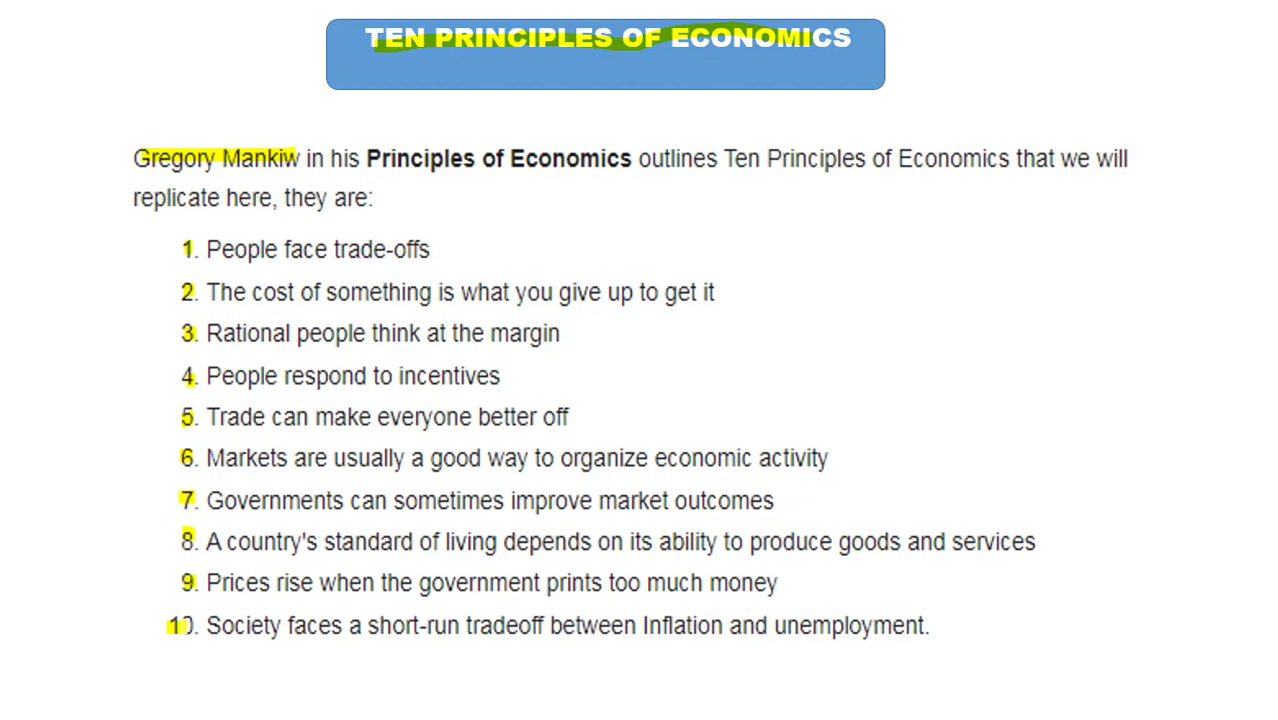 TEN PRINCIPLES OF ECONOMICS
Gregory Mankiw in his Principles of Economics outlines Ten Principles of Economics that we will
replicate here, they are:
1. People face trade-offs
2. The cost of something is what you give up to get it
3. Rational people think at the margin
4. People respond to incentives
5. Trade can make everyone better off
6. Markets are usually a good way to organize economic activity
7. Governments can sometimes improve market outcomes
8. A country's standard of living depends on its ability to produce goods and services
9. Prices rise when the government prints too much money
10. Society faces a short-run tradeoff between Inflation and unemployment.